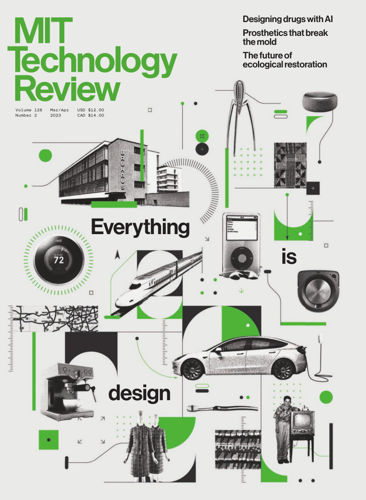 MIT
Technology
Review
Designing drugs with AI
Prosthetics that break
the mold
The future of
ecological restoration
Volume 126 Mar/Apr USD $12.00
Number 2 2023 CAD $14.00
Everything
is
design
72